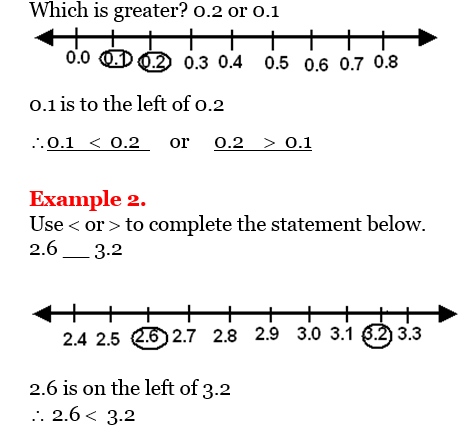 Which is greater? 0.2 or 0.1
0.0 0.1 0.2 0.3 0.4 0.5 0.6 0.7 0.8
0.1 is to the left of 0.2
∴ 0.1 < 0.2 or 0.2 > 0.1
Example 2.
Use < or > to complete the statement below.
2.6 __ 3.2
2.4 2.5 2.6 2.7 2.8 2.9 3.0 3.1 3.2 3.3
2.6 is on the left of 3.2
∴ 2.6 < 3.2